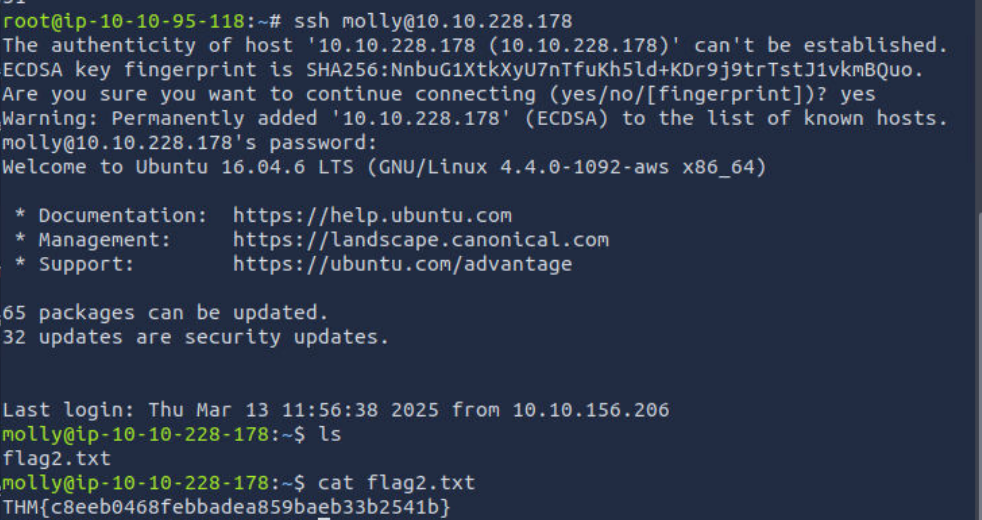 root@ip-10-10-95-118:~# ssh molly@10.10.228.178
The authenticity of host '10.10.228.178 (10.10.228.178)' can't be established.
ECDSA key fingerprint is SHA256:NnbuG1XtkXyU7nTfuKh5ld+KDr9j9trTstJ1vkmBQuo.
Are you sure you want to continue connecting (yes/no/[fingerprint])? yes
Warning: Permanently added '10.10.228.178' (ECDSA) to the list of known hosts.
molly@10.10.228.178's password:
Welcome to Ubuntu 16.04.6 LTS (GNU/Linux 4.4.0-1092-aws x86_64)
 * Documentation:  https://help.ubuntu.com
 * Management:     https://landscape.canonical.com
 * Support:        https://ubuntu.com/advantage
65 packages can be updated.
32 updates are security updates.
Last login: Thu Mar 13 11:56:38 2025 from 10.10.156.206
molly@ip-10-10-228-178:~$ ls
flag2.txt
molly@ip-10-10-228-178:~$ cat flag2.txt
THM{c8eeb0468febbadea859baeb33b2541b}